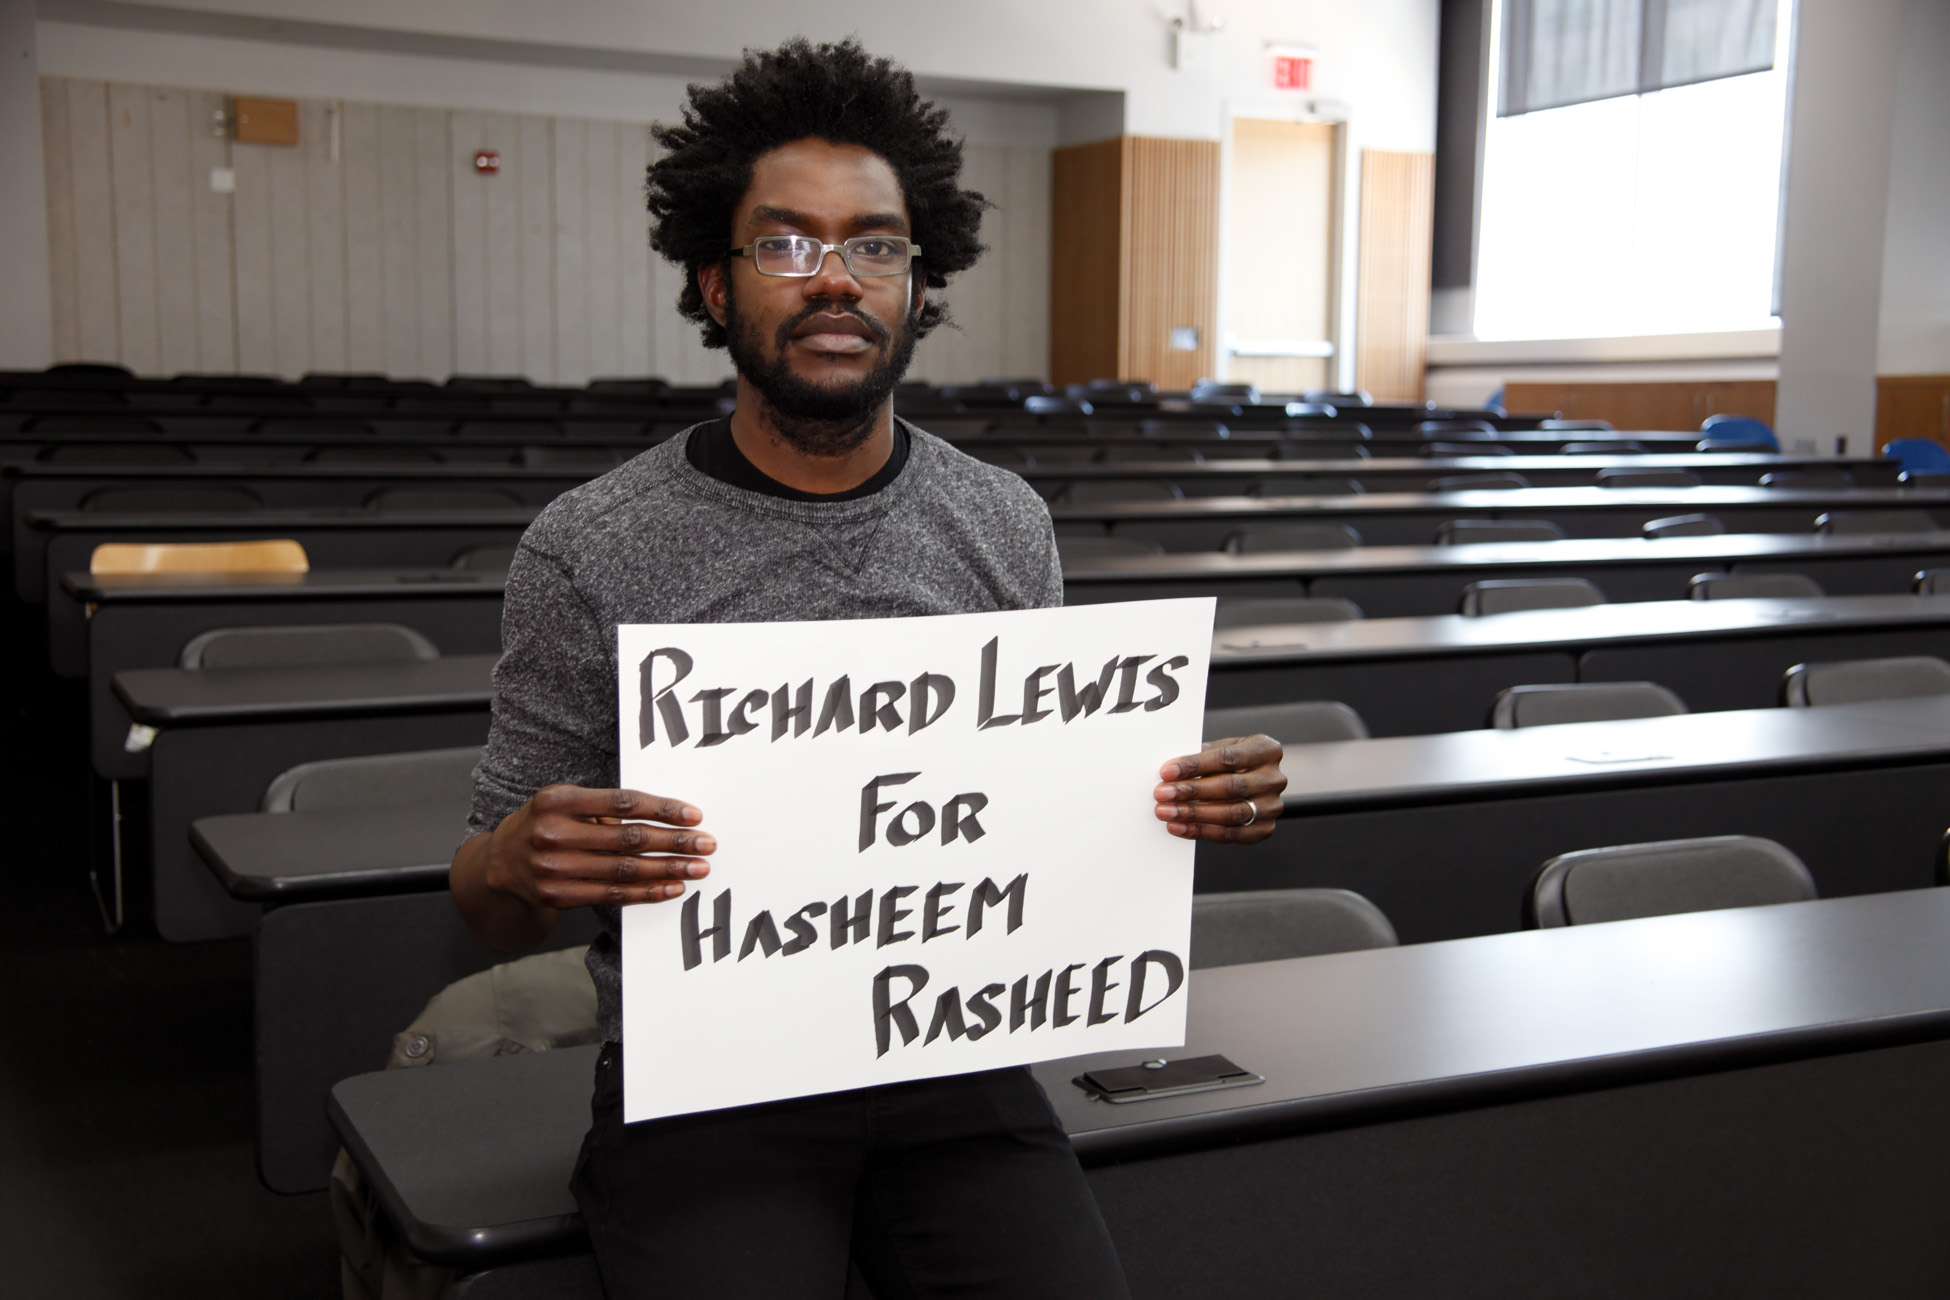 EXIT
RICHARD LEWIS
FOR
HASHEEM
RASHEED